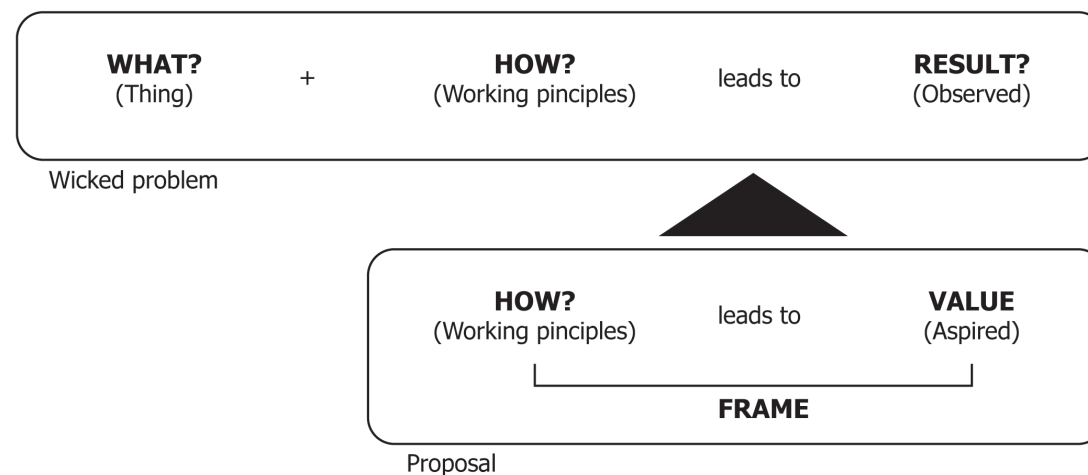 WHAT? + HOW? leads to RESULT?
(Thing) (Working pinciples) (Observed)
Wicked problem
HOW? leads to VALUE
(Working pinciples) (Aspired)
FRAME
Proposal